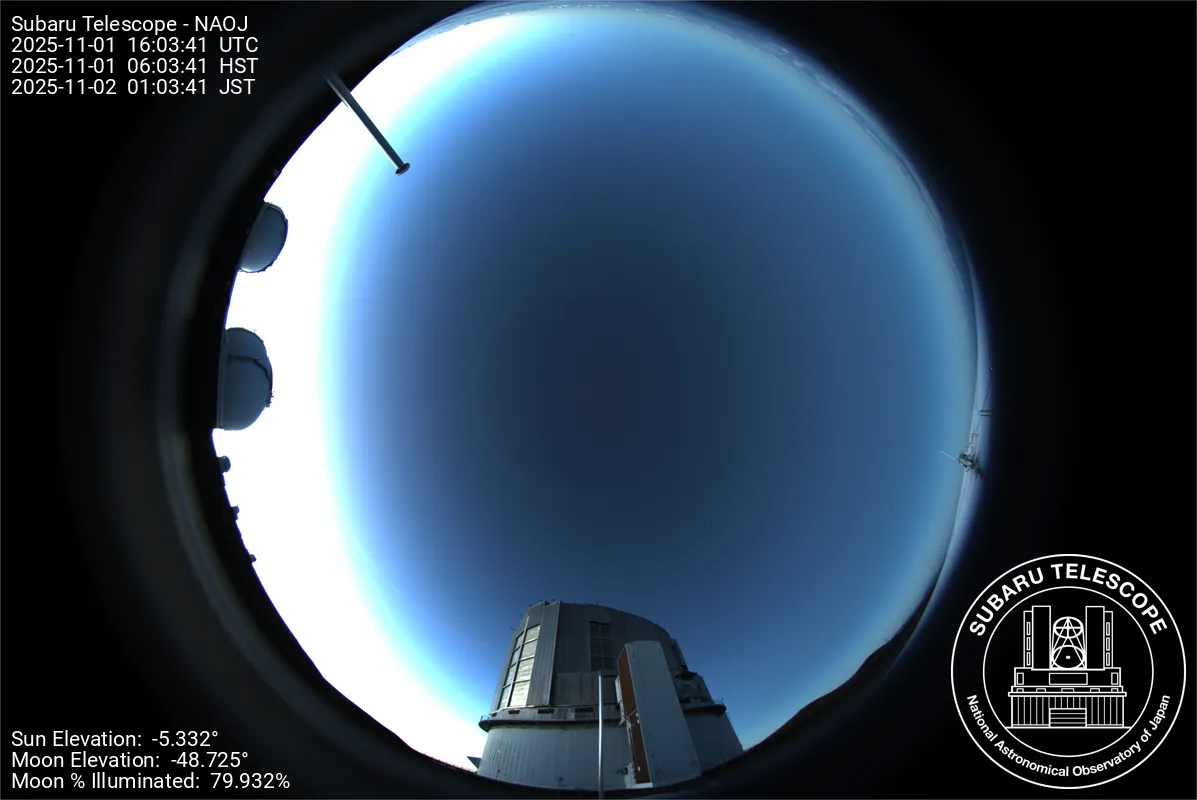 Subaru Telescope - NAOJ
2025-11-01 16:03:41 UTC
2025-11-01 06:03:41 HST
2025-11-02 01:03:41 JST
SUBARU TELESCOPE
National Astronomical Observatory of Japan
Sun Elevation: -5.332°
Moon Elevation: -48.725°
Moon % Illuminated: 79.932%